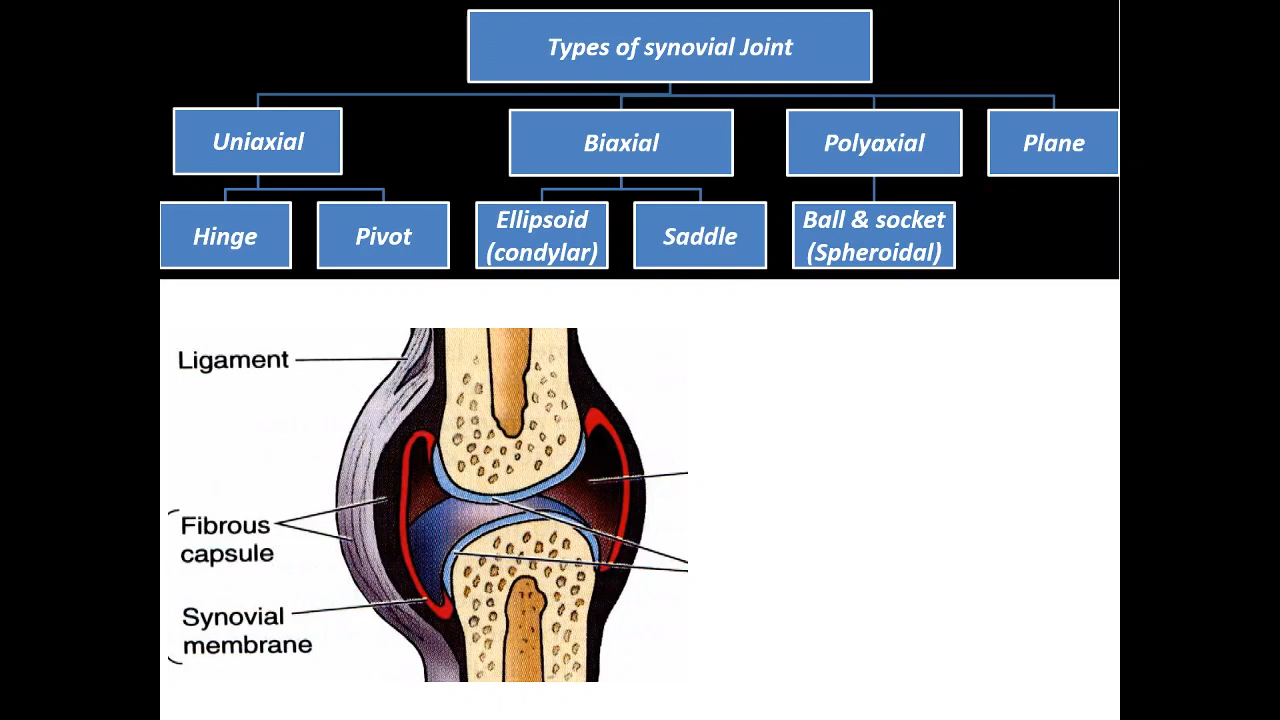 Types of synovial Joint
Uniaxial
Biaxial
Polyaxial
Plane
Hinge
Pivot
Ellipsoid
(condylar)
Saddle
Ball & socket
(Spheroidal)
Ligament
Fibrous
capsule
Synovial
membrane